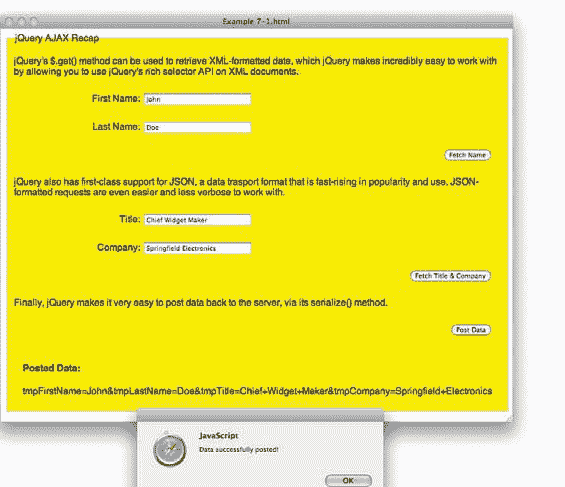 Example 7-1.html
jQuery AJAX Recap
jQuery's $.get() method can be used to retrieve XML-formatted data, which jQuery makes incredibly easy to work with
by allowing you to use jQuery's rich selector API on XML documents.
First Name: John
Last Name: Doe
Fetch Name
jQuery also has first-class support for JSON, a data trasport format that is fast-rising in popularity and use. JSON-
formatted requests are even easier and less verbose to work with.
Title: Chief Widget Maker
Company: Springfield Electronics
Fetch Title & Company
Finally, jQuery makes it very easy to post data back to the server, via its serialize() method.
Post Data
Posted Data:
tmpFirstName=John&tmpLastName=Doe&tmpTitle=Chief+Widget+Maker&tmpCompany=Springfield+Electronics
JavaScript
Data successfully posted!
OK